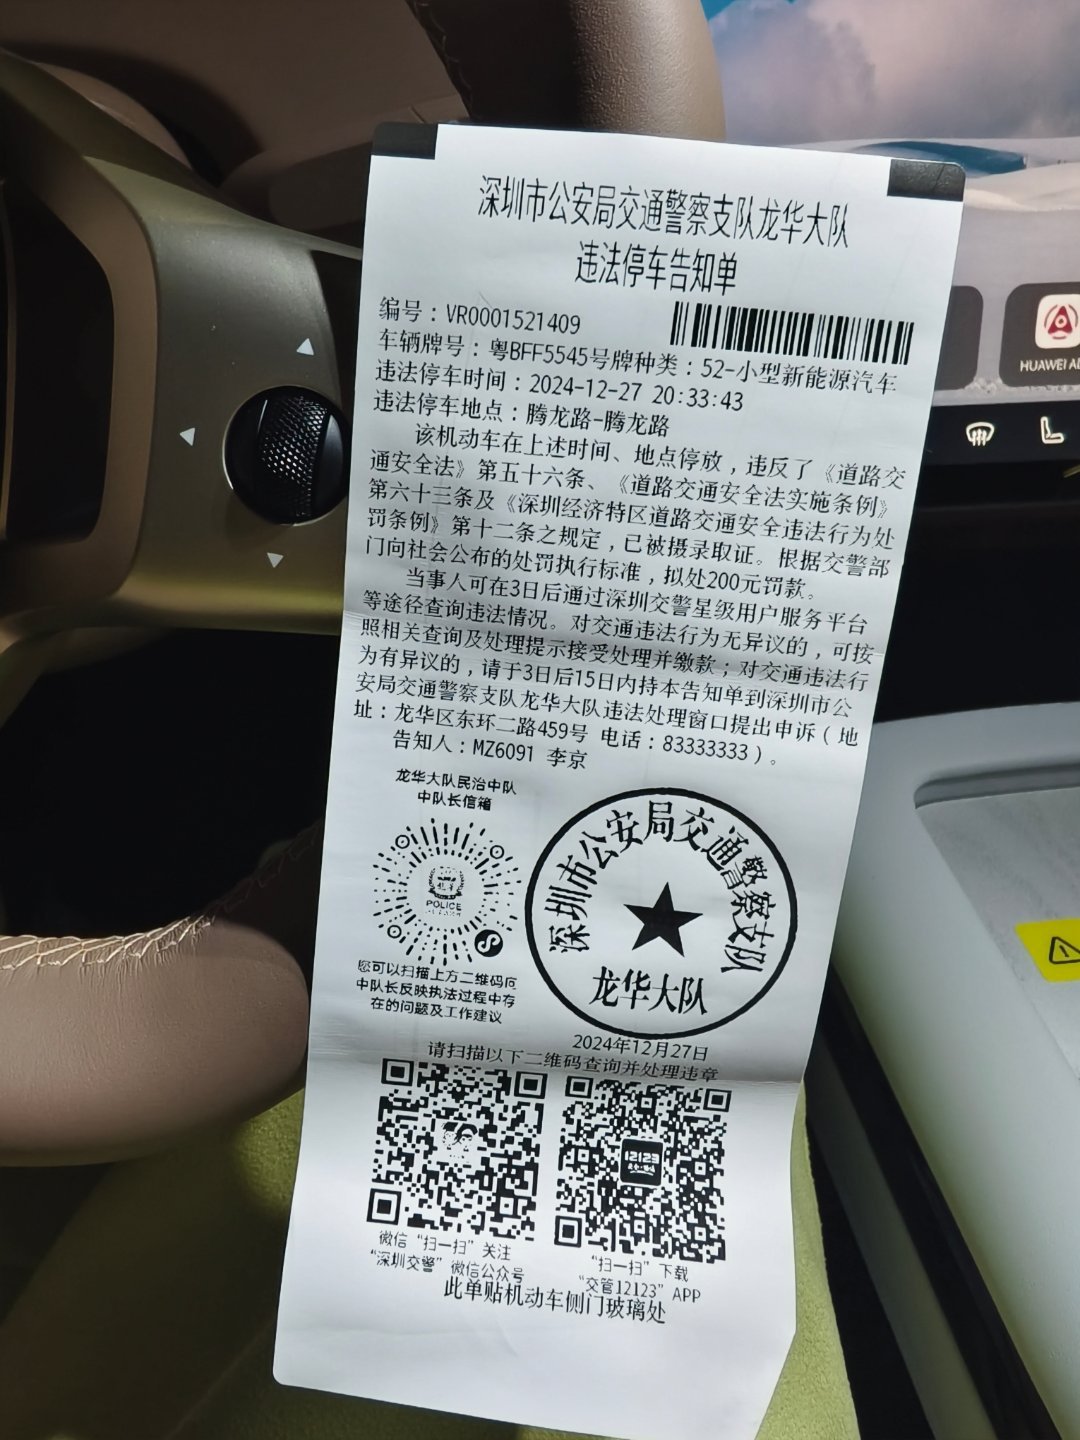 深圳市公安局交通警察支队龙华大队
违法停车告知单
编号：VR0001521409
车辆牌号：粤BFF5545号牌种类：52-小型新能源汽车
违法停车时间：2024-12-27 20:33:43
违法停车地点：腾龙路-腾龙路
该机动车在上述时间、地点停放，违反了《道路交
通安全法》第五十六条、《道路交通安全法实施条例》
第六十三条及《深圳经济特区道路交通安全违法行为处
罚条例》第十二条之规定，已被摄录取证。根据交警部
门向社会公布的处罚执行标准，拟处200元罚款。
当事人可在3日后通过深圳交警星级用户服务平台
等途径查询违法情况。对交通违法行为无异议的，可按
照相关查询及处理提示接受处理并缴款；对交通违法行
为有异议的，请于3日后15日内持本告知单到深圳市公
安局交通警察支队龙华大队违法处理窗口提出申诉（地
址：龙华区东环二路459号 电话：83333333）。
告知人：MZ6091 李京
龙华大队民治中队
中队长信箱
POLICE
您可以扫描上方二维码向
中队长反映执法过程中存
在的问题及工作建议
深圳市公安局交通警察支队
龙华大队
2024年12月27日
请扫描以下二维码查询并处理违章
12123
微信“扫一扫”关注
“深圳交警”微信公众号
“扫一扫”下载
“交管12123”APP
此单贴机动车侧门玻璃处
HUAWEI